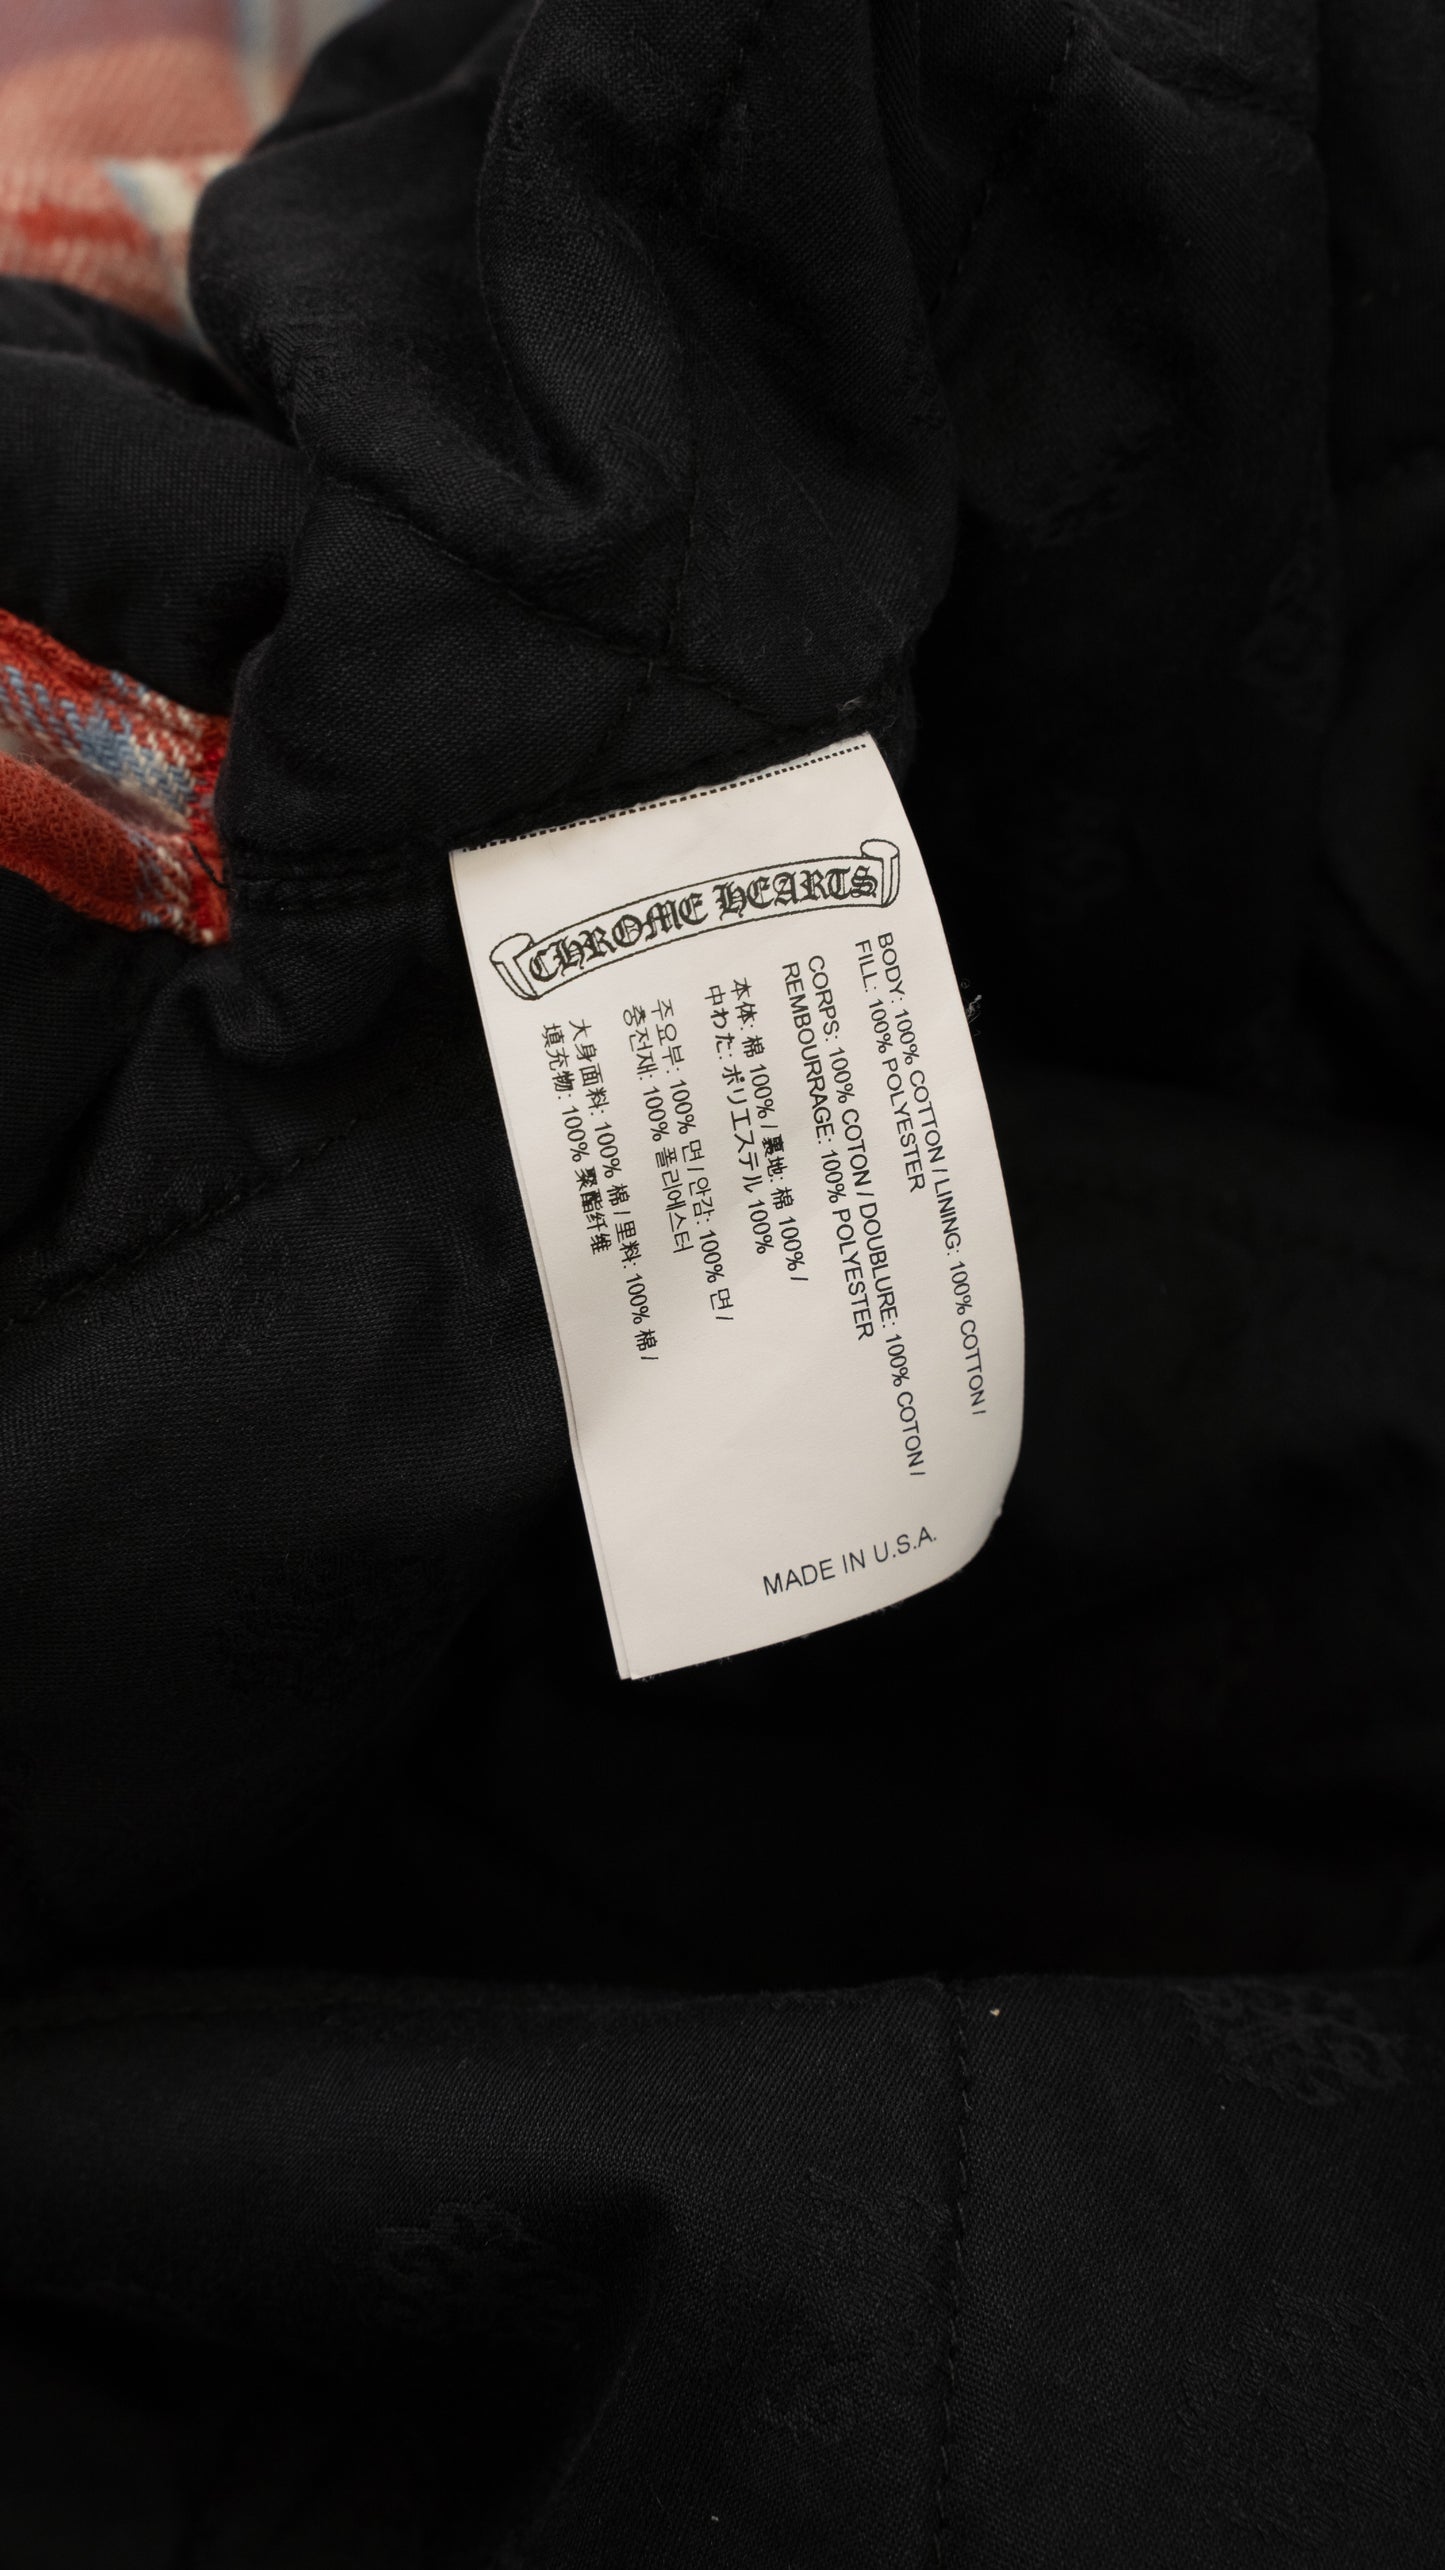 CHROME HEARTS
BODY: 100% COTTON / LINING: 100% COTTON /
FILL: 100% POLYESTER
CORPS: 100% COTON / DOUBLURE: 100% COTON /
REMBOURRAGE: 100% POLYESTER
本体: 棉 100% / 裏地: 棉 100% /
中わた: ポリエステル 100%
주요부: 100% 면 / 안감: 100% 면 /
충전재: 100% 폴리에스터
大身面料: 100% 棉 / 里料: 100% 棉 /
填充物: 100% 聚酯纤维
MADE IN U.S.A.